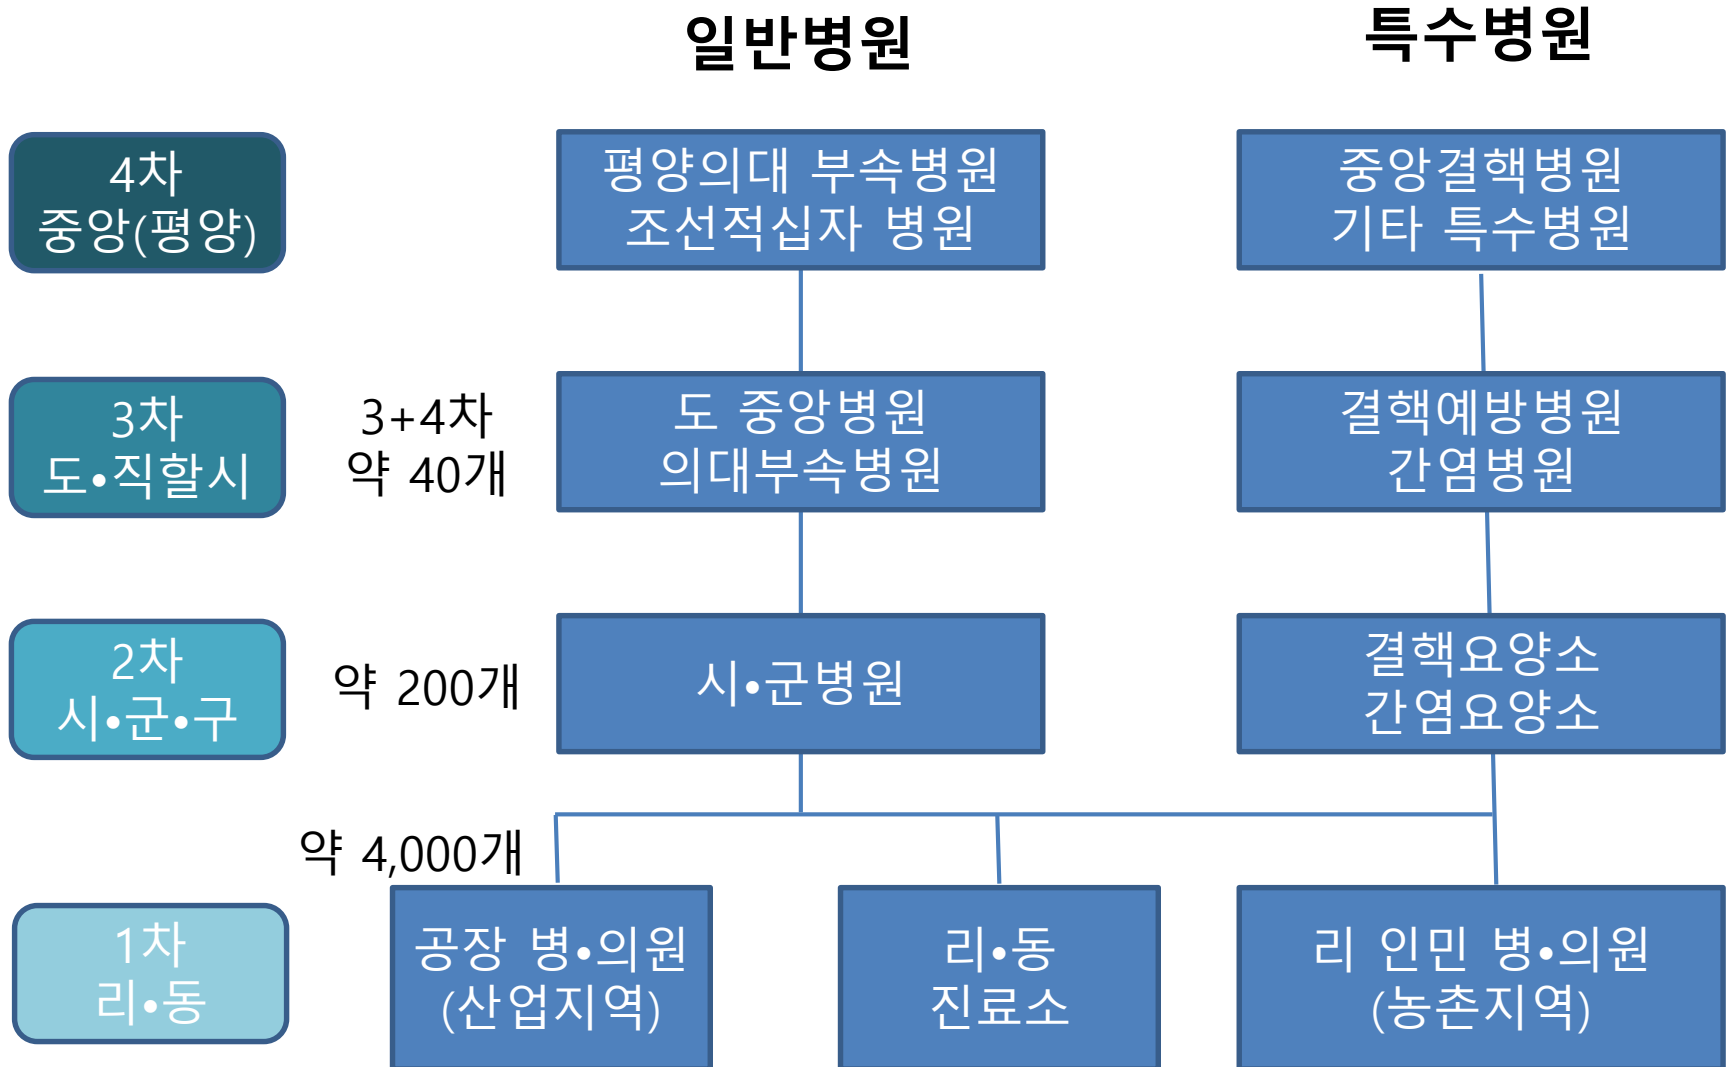 일반병원
특수병원
4차
중앙(평양)
평양의대 부속병원
조선적십자 병원
중앙결핵병원
기타 특수병원
3차
도•직할시
3+4차
약 40개
도 중앙병원
의대부속병원
결핵예방병원
간염병원
2차
시•군•구
약 200개
시•군병원
결핵요양소
간염요양소
약 4,000개
1차
리•동
공장 병•의원
(산업지역)
리•동
진료소
리 인민 병•의원
(농촌지역)